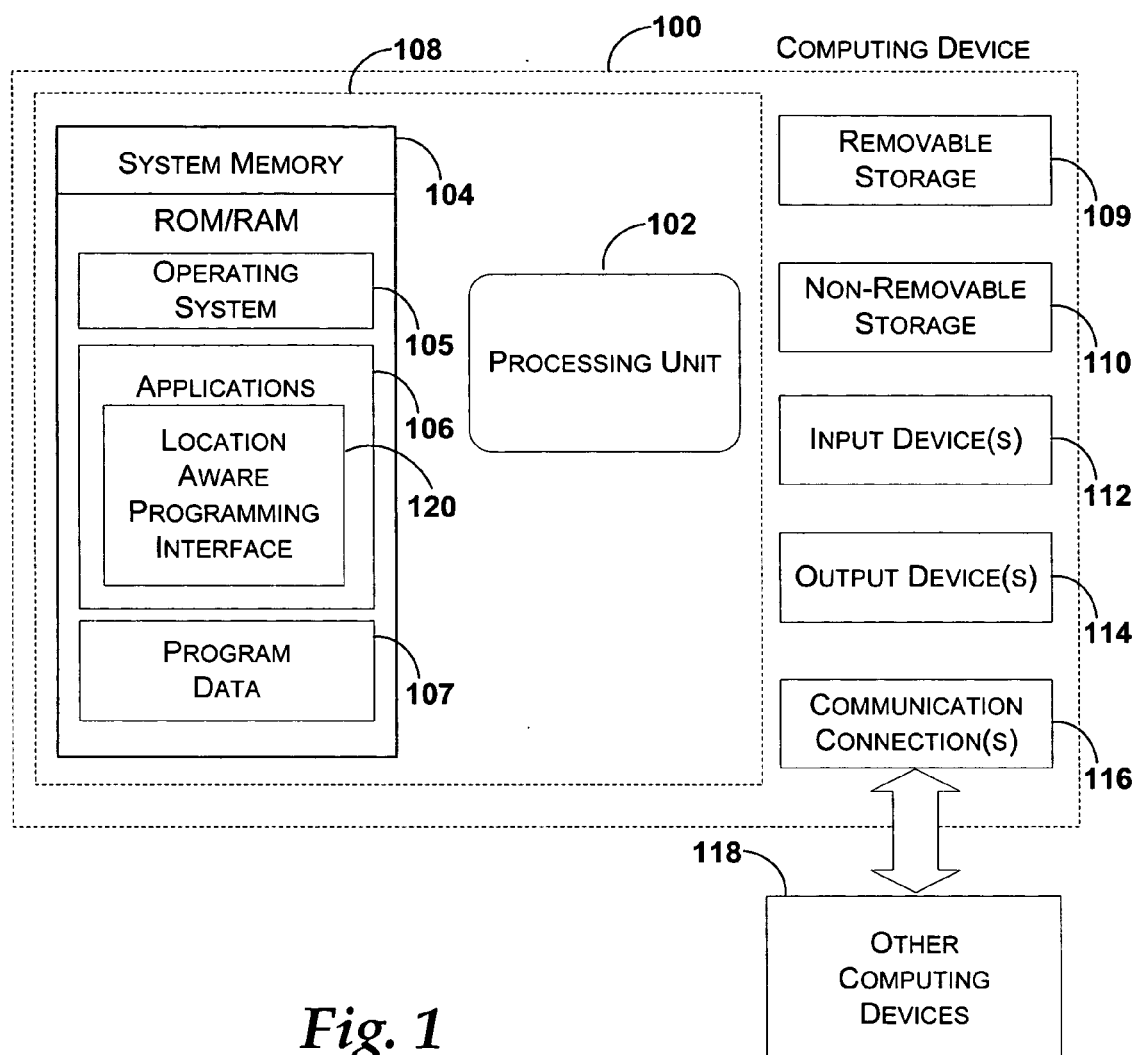 100
COMPUTING DEVICE
108
SYSTEM MEMORY
104
ROM/RAM
OPERATING
SYSTEM
105
APPLICATIONS
106
LOCATION
AWARE
PROGRAMMING
INTERFACE
120
PROGRAM
DATA
107
102
PROCESSING UNIT
REMOVABLE
STORAGE
109
NON-REMOVABLE
STORAGE
110
INPUT DEVICE(S)
112
OUTPUT DEVICE(S)
114
COMMUNICATION
CONNECTION(S)
116
118
OTHER
COMPUTING
DEVICES
Fig. 1